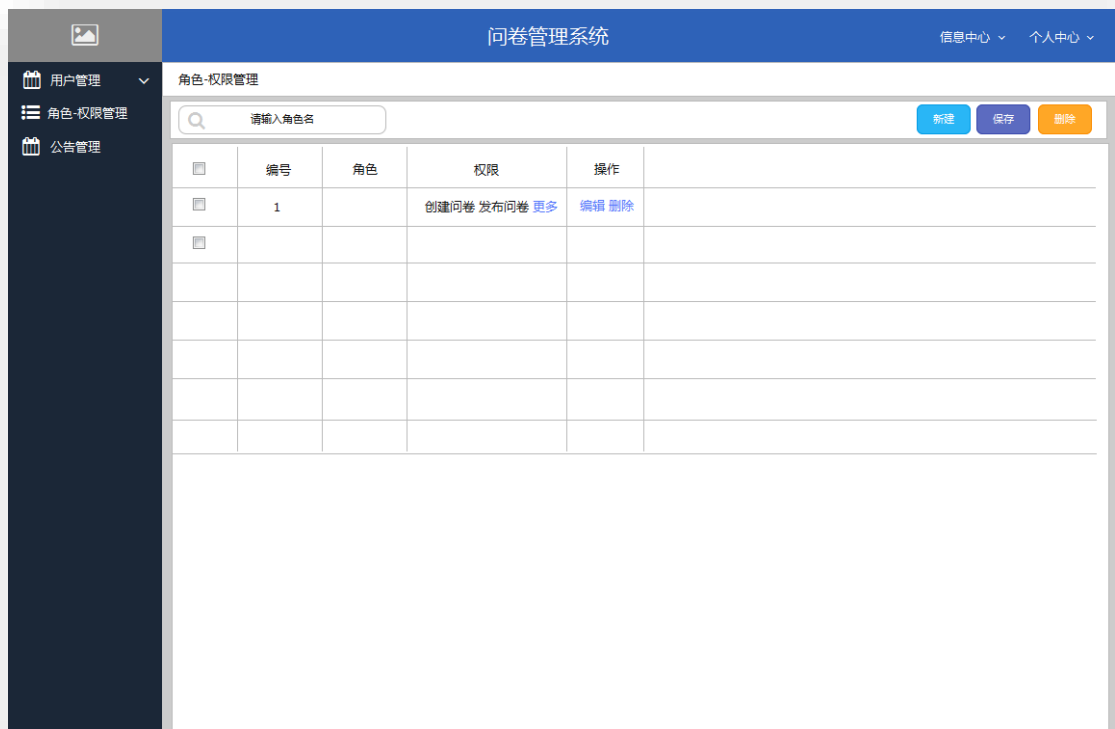 问卷管理系统
信息中心 个人中心
用户管理
角色-权限管理
公告管理
角色-权限管理
请输入角色名
新建 保存 删除
编号 角色 权限 操作
1 创建问卷 发布问卷 更多 编辑 删除